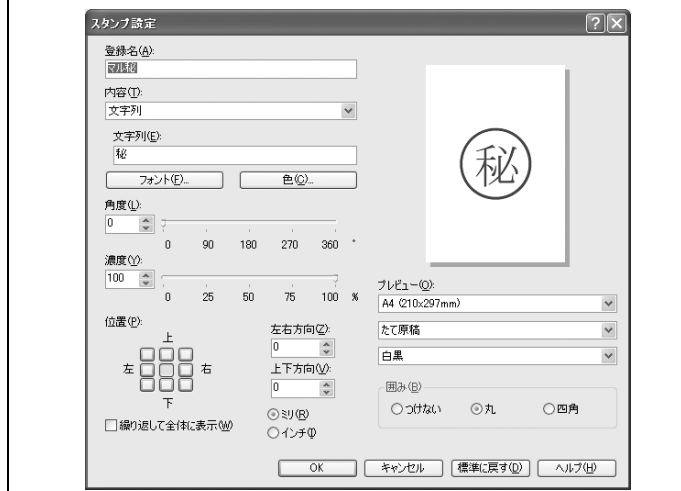 スタンプ設定
登録名(A):
マル秘
内容(T):
文字列
文字列(E):
秘
フォント(F)...
色(C)...
角度(L):
0
0 90 180 270 360 °
濃度(Y):
100
0 25 50 75 100 %
位置(P):
上
左 右
下
繰り返して全体に表示(W)
左右方向(Z):
0
上下方向(V):
0
ミリ(R)
インチ(I)
秘
プレビュー(O):
A4 (210x297mm)
たて原稿
白黒
囲み(B)
つけない 丸 四角
OK キャンセル 標準に戻す(D) ヘルプ(H)